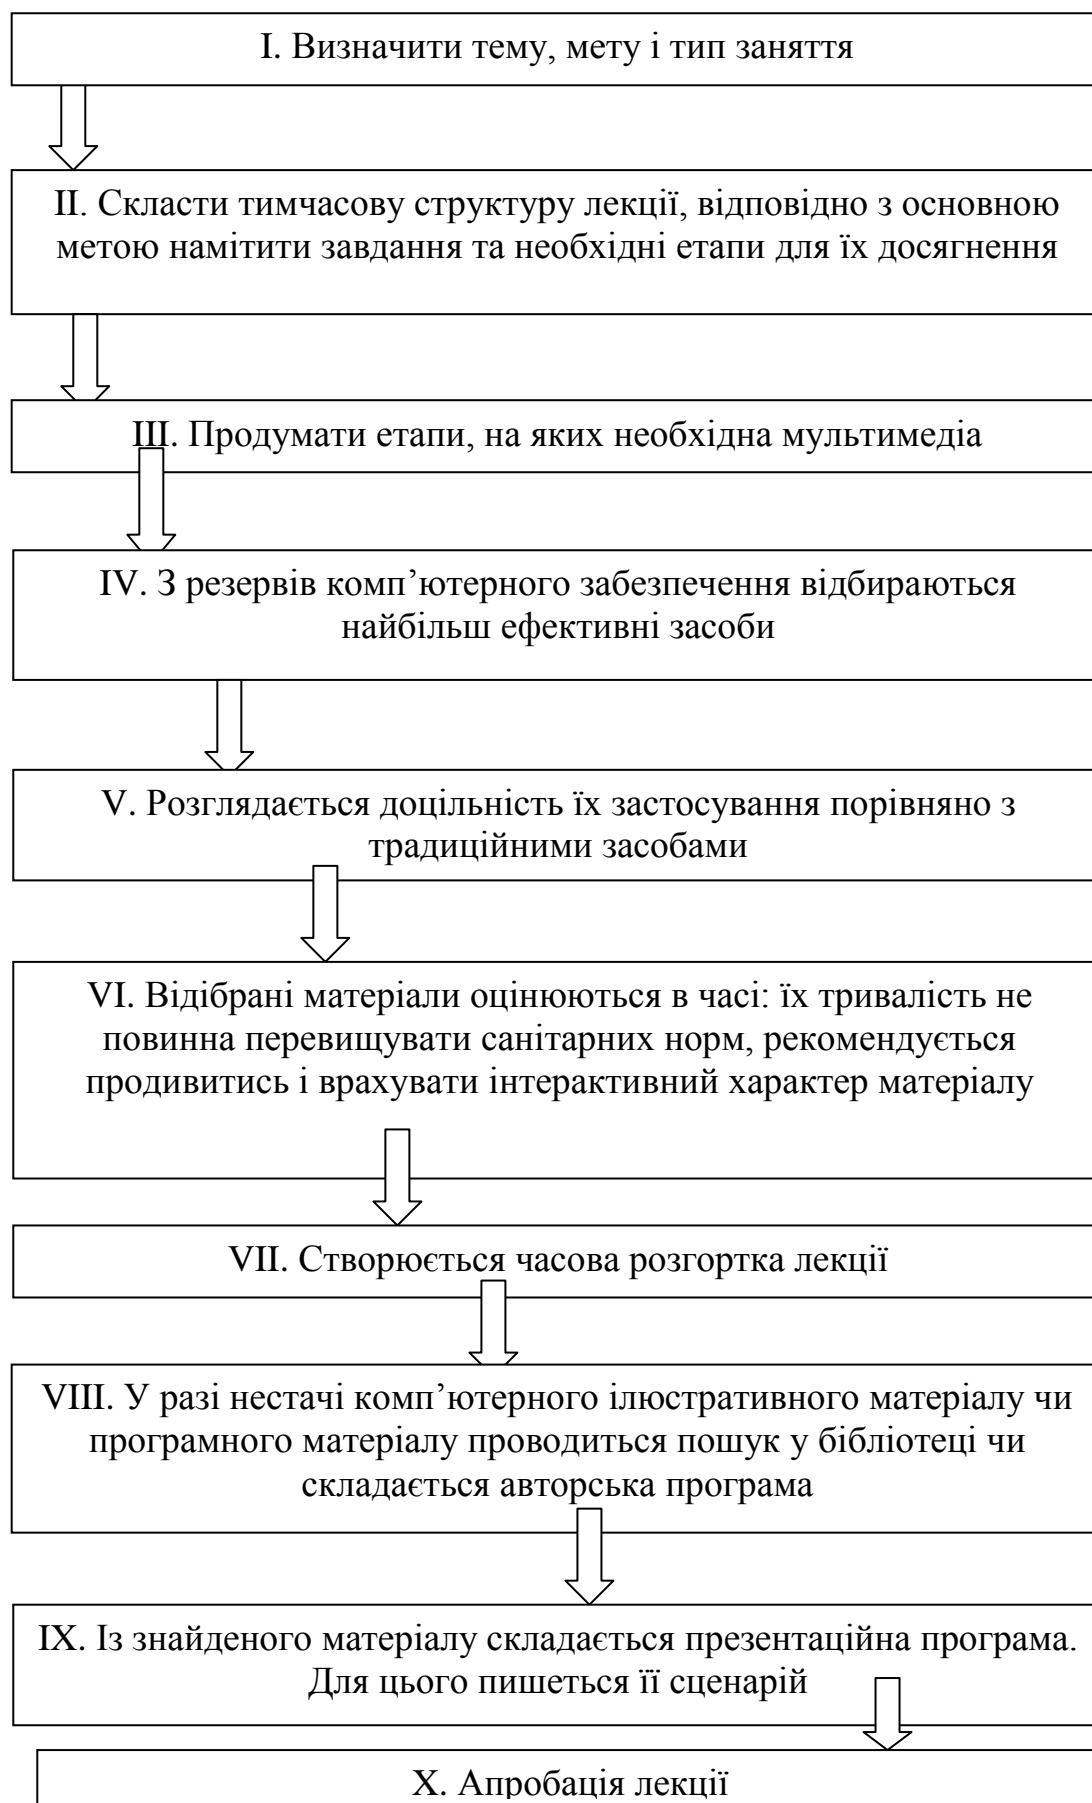 І. Визначити тему, мету і тип заняття
ІІ. Скласти тимчасову структуру лекції, відповідно з основною
метою намітити завдання та необхідні етапи для їх досягнення
ІІІ. Продумати етапи, на яких необхідна мультимедіа
IV. З резервів комп’ютерного забезпечення відбираються
найбільш ефективні засоби
V. Розглядається доцільність їх застосування порівняно з
традиційними засобами
VI. Відібрані матеріали оцінюються в часі: їх тривалість не
повинна перевищувати санітарних норм, рекомендується
продивитись і врахувати інтерактивний характер матеріалу
VII. Створюється часова розгортка лекції
VIII. У разі нестачі комп’ютерного ілюстративного матеріалу чи
програмного матеріалу проводиться пошук у бібліотеці чи
складається авторська програма
IX. Із знайденого матеріалу складається презентаційна програма.
Для цього пишеться її сценарій
X. Апробація лекції